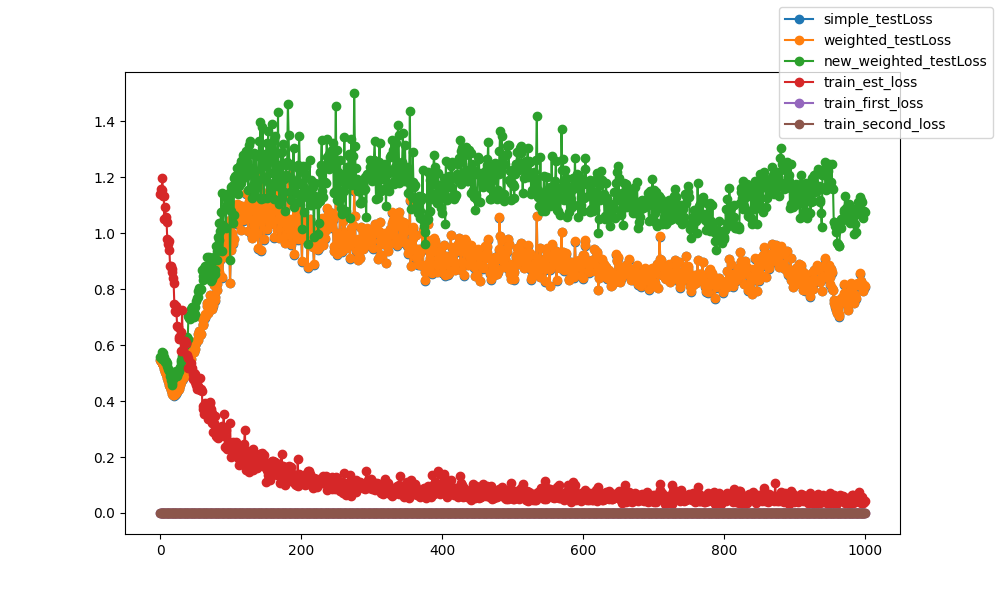 simple_testLoss
weighted_testLoss
new_weighted_testLoss
train_est_loss
train_first_loss
train_second_loss
1.4
1.2
1.0
0.8
0.6
0.4
0.2
0.0
0 200 400 600 800 1000